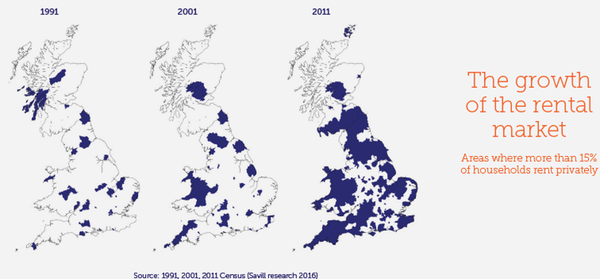 1991
2001
2011
The growth
of the rental
market
Areas where more than 15%
of households rent privately
Source: 1991, 2001, 2011 Census (Savill research 2016)